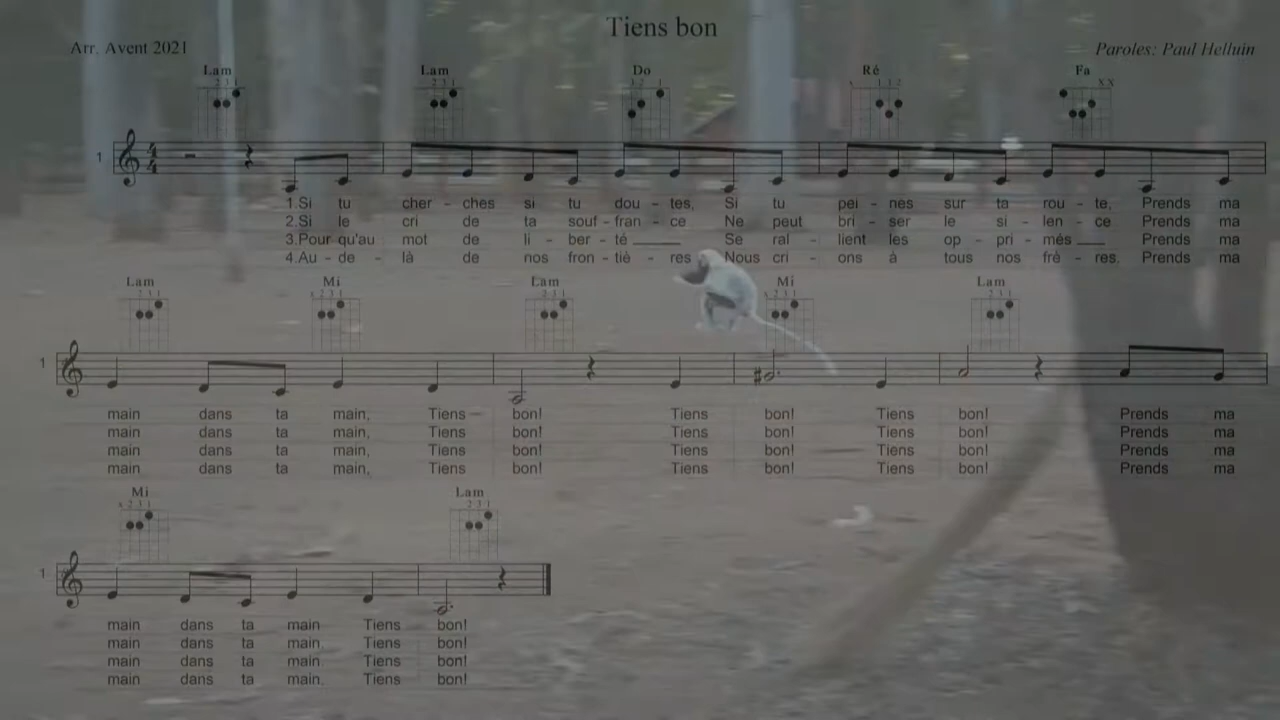 Tiens bon
Arr. Avent 2021
Paroles: Paul Helluin
Lam Lam Do Ré Fa
1
1.Si tu cher - ches si tu dou - tes, Si tu pei - nes sur ta rou - te, Prends ma
2.Si le cri de ta souf - fran - ce Ne peut bri - ser le si - len - ce Prends ma
3.Pour qu'au mot de li - ber - té Se ral - lient les op - pri - més Prends ma
4.Au - de - là de nos fron - tiè - res Nous cri - ons à tous nos frè - res, Prends ma
Lam Mi Lam Mi Lam
1
main dans ta main, Tiens bon! Tiens bon! Tiens bon! Prends ma
main dans ta main, Tiens bon! Tiens bon! Tiens bon! Prends ma
main dans ta main, Tiens bon! Tiens bon! Tiens bon! Prends ma
main dans ta main, Tiens bon! Tiens bon! Tiens bon! Prends ma
Mi Lam
1
main dans ta main Tiens bon!
main dans ta main. Tiens bon!
main dans ta main. Tiens bon!
main dans ta main. Tiens bon!